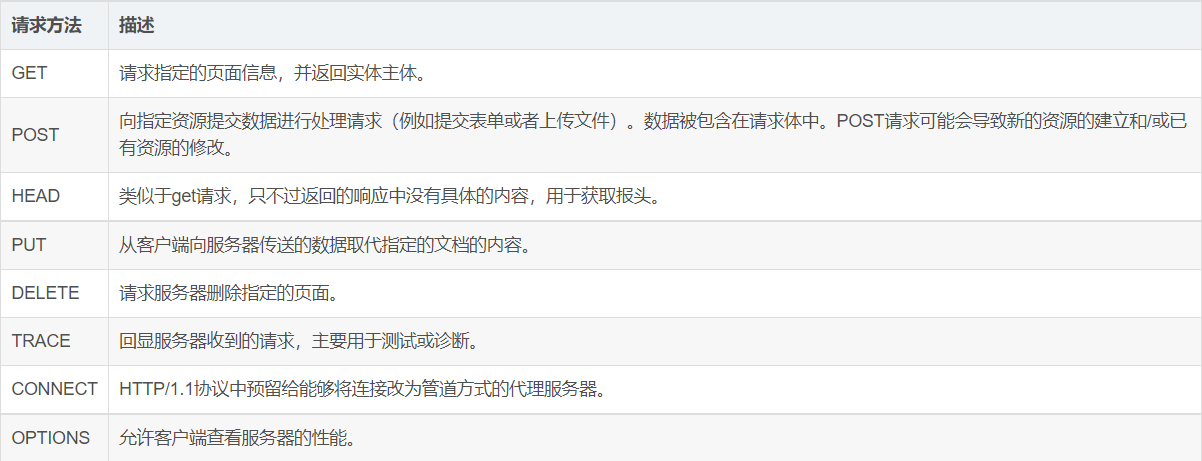 请求方法 描述
GET 请求指定的页面信息，并返回实体主体。
POST 向指定资源提交数据进行处理请求（例如提交表单或者上传文件）。数据被包含在请求体中。POST请求可能会导致新的资源的建立和/或已
有资源的修改。
HEAD 类似于get请求，只不过返回的响应中没有具体的内容，用于获取报头。
PUT 从客户端向服务器传送的数据取代指定的文档的内容。
DELETE 请求服务器删除指定的页面。
TRACE 回显服务器收到的请求，主要用于测试或诊断。
CONNECT HTTP/1.1协议中预留给能够将连接改为管道方式的代理服务器。
OPTIONS 允许客户端查看服务器的性能。